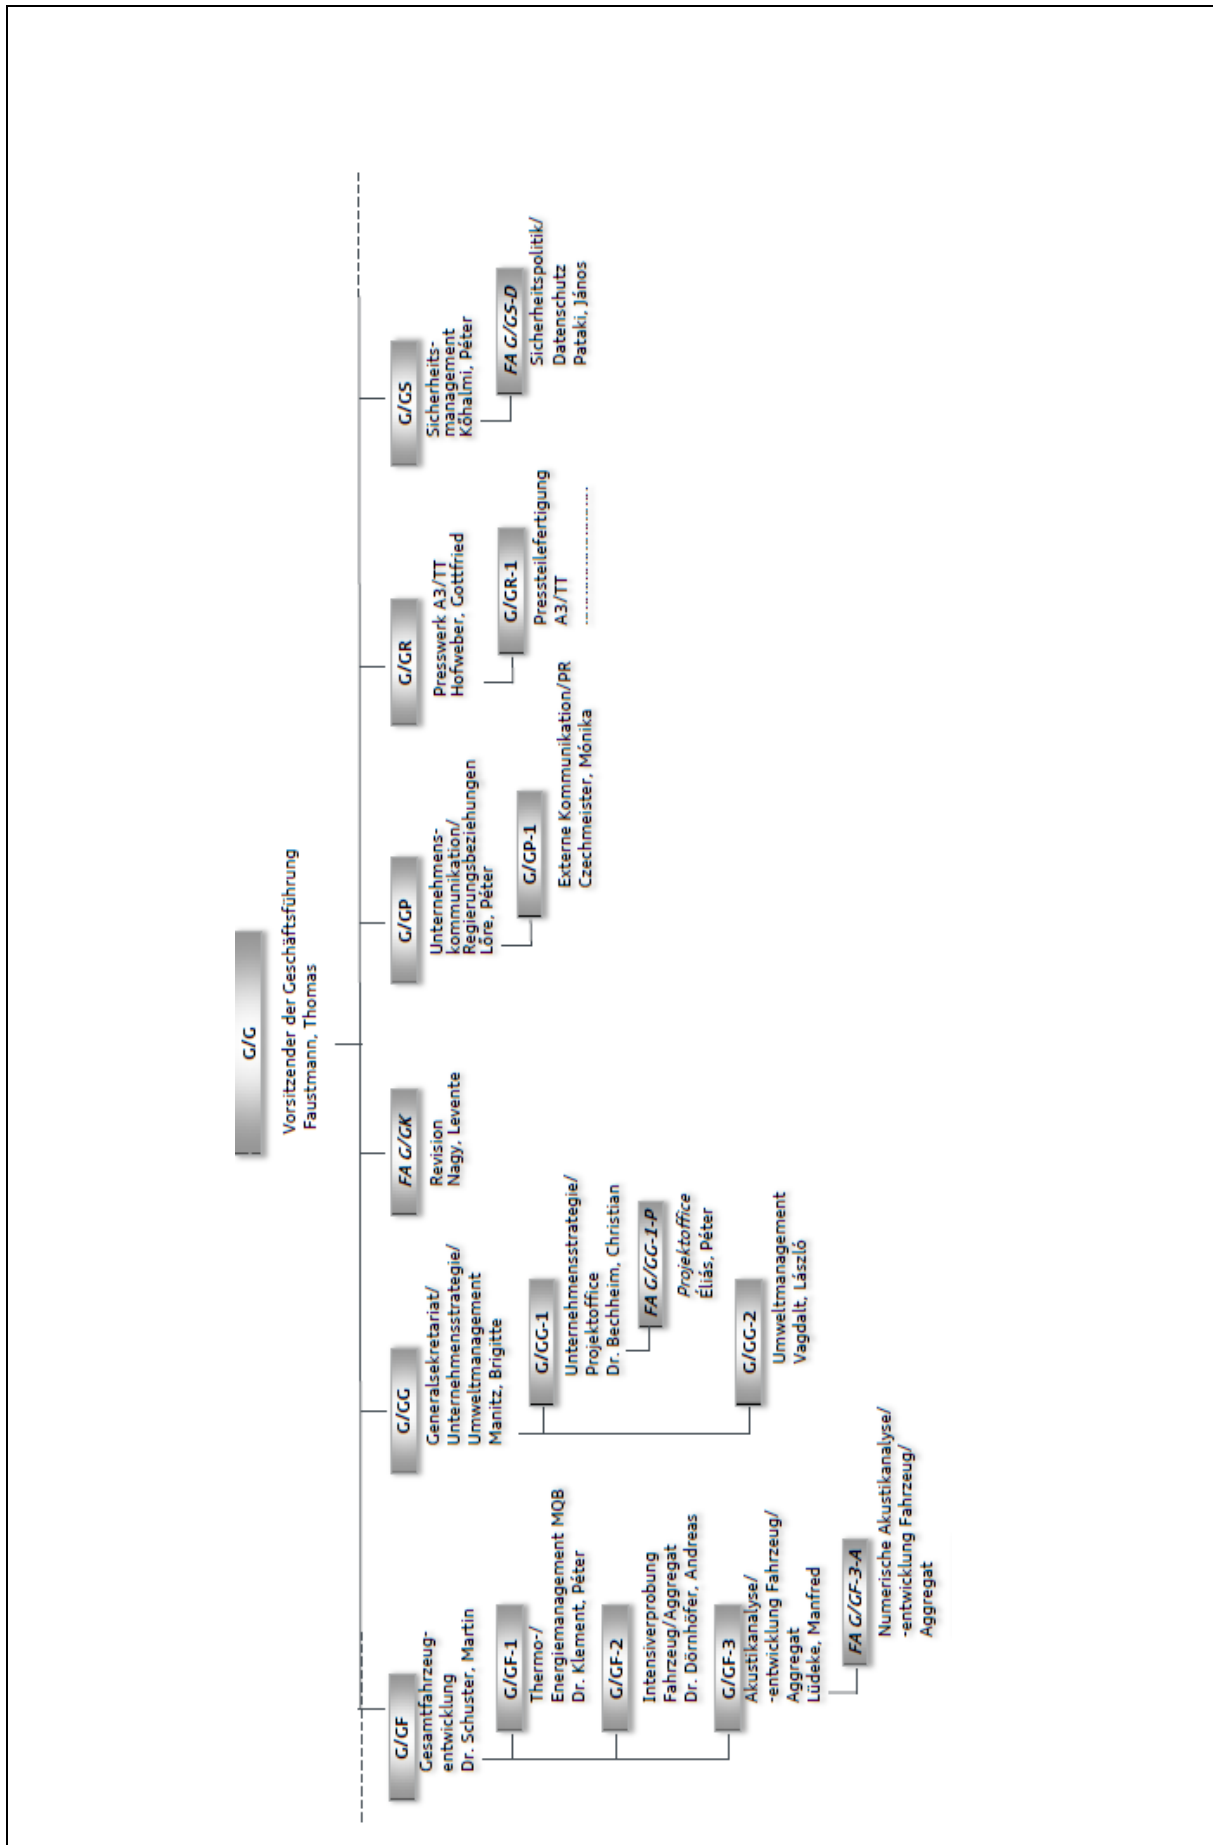 G/G
Vorsitzender der Geschäftsführung
Faustmann, Thomas
G/GF
Gesamtfahrzeug-
entwicklung
Dr. Schuster, Martin
G/GF-1
Thermo-/
Energiemanagement MQB
Dr. Klement, Péter
G/GF-2
Intensiverprobung
Fahrzeug/Aggregat
Dr. Dörnhöfer, Andreas
G/GF-3
Akustikanalyse/
-entwicklung Fahrzeug/
Aggregat
Lüdeke, Manfred
FA G/GF-3-A
Numerische Akustikanalyse/
-entwicklung Fahrzeug/
Aggregat
G/GG
Generalsekretariat/
Unternehmensstrategie/
Umweltmanagement
Manitz, Brigitte
G/GG-1
Unternehmensstrategie/
Projektoffice
Dr. Bechheim, Christian
FA G/GG-1-P
Projektoffice
Éliás, Péter
G/GG-2
Umweltmanagement
Vagdalt, László
FA G/GK
Revision
Nagy, Levente
G/GP
Unternehmens-
kommunikation/
Regierungsbeziehungen
Lőre, Péter
G/GP-1
Externe Kommunikation/PR
Czechmeister, Mónika
G/GR
Presswerk A3/TT
Hofweber, Gottfried
G/GR-1
Pressteilefertigung
A3/TT
G/GS
Sicherheits-
management
Kőhalmi, Péter
FA G/GS-D
Sicherheitspolitik/
Datenschutz
Pataki, János